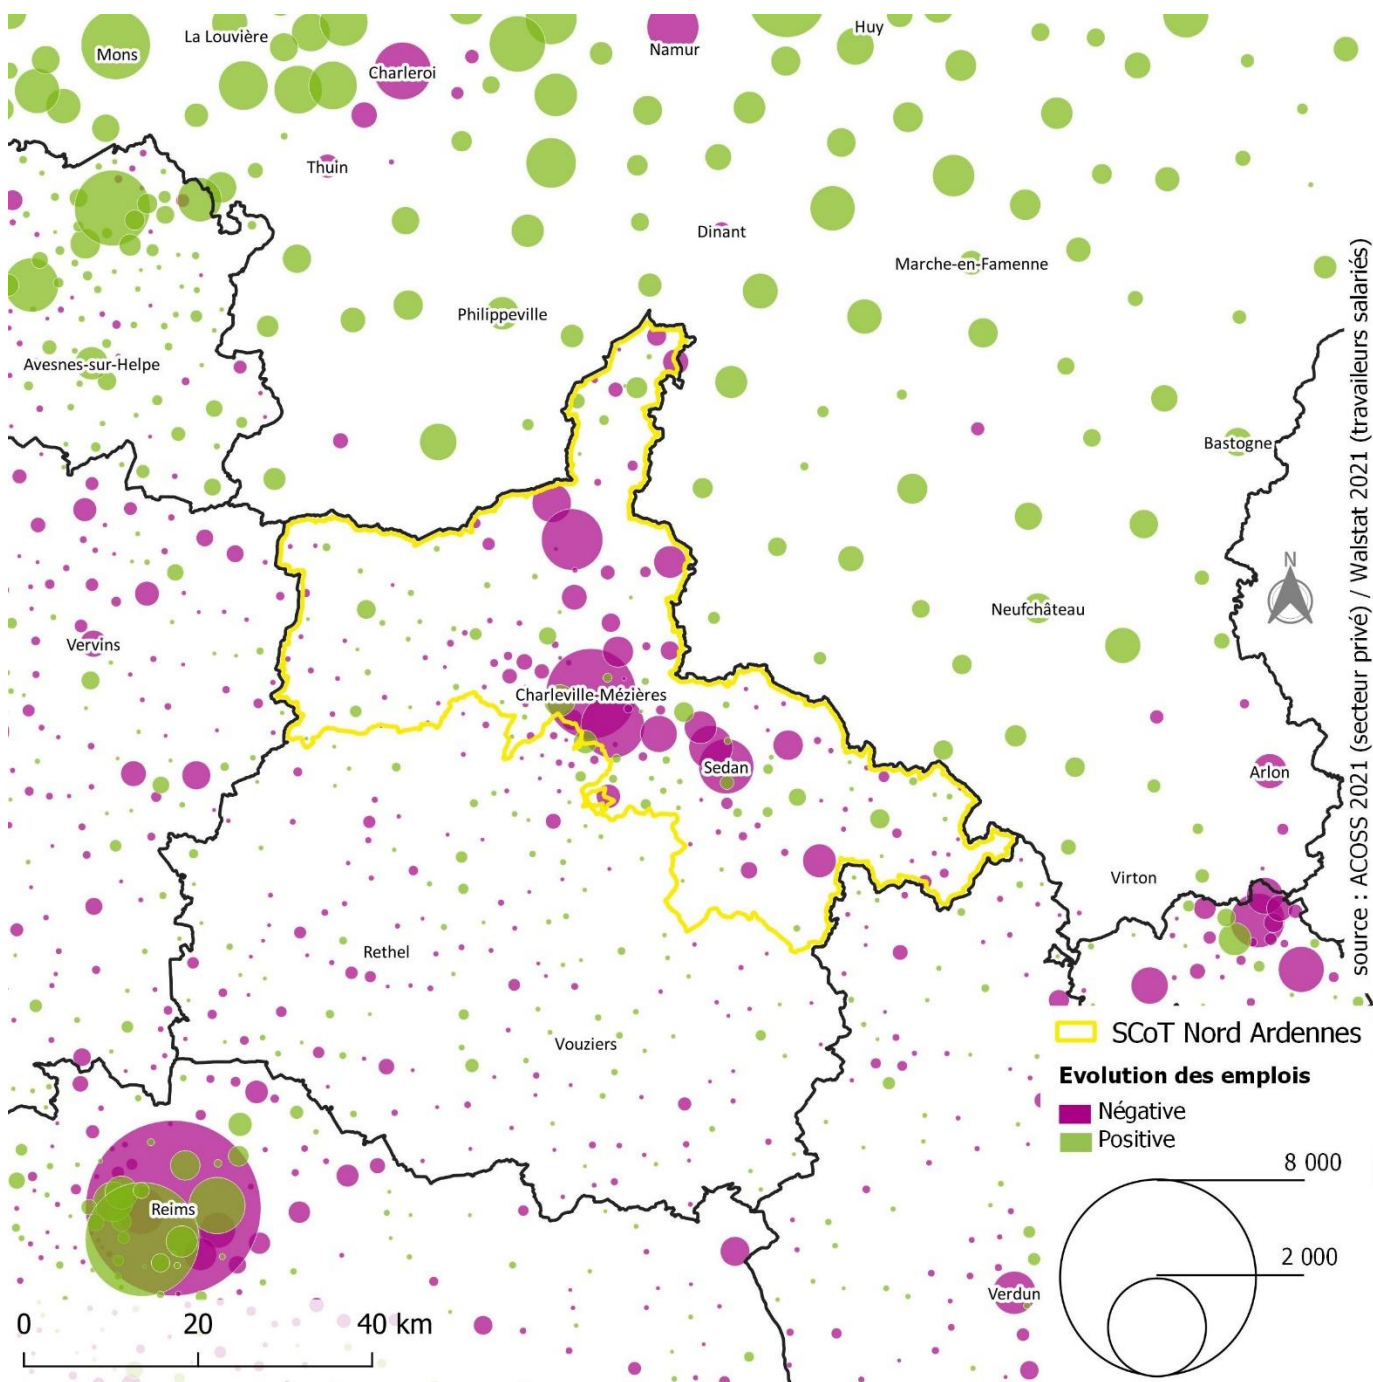 Huy
La Louvière
Namur
Mons
Charleroi
Thuin
Dinant
Marche-en-Famenne
Philippeville
Avesnes-sur-Helpe
Bastogne
N
Neufchâteau
Vervins
Charleville-Mézières
Sedan
Arlon
Virton
Rethel
Vouziers
Reims
Verdun
source : ACOSS 2021 (secteur privé) / Walstat 2021 (travaileurs salariés)
SCoT Nord Ardennes
Evolution des emplois
Négative
Positive
8 000
2 000
0 20 40 km